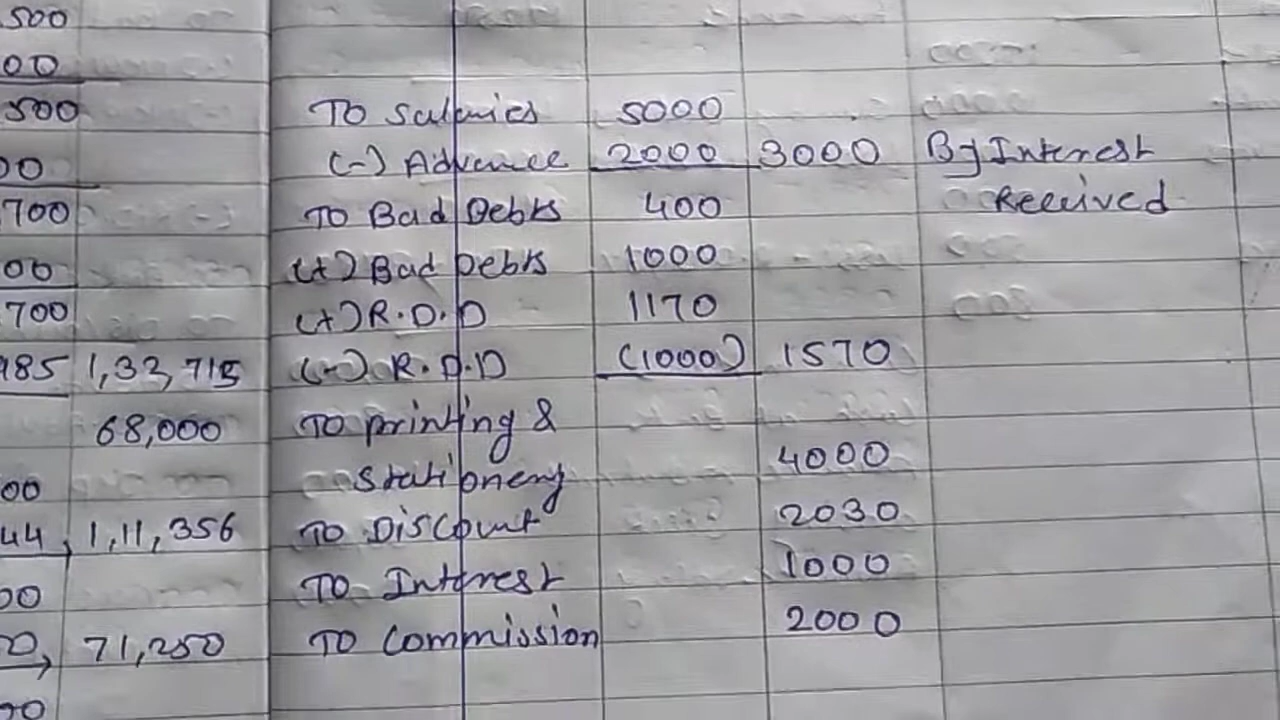 500
00
500 To Salaries 5000
00 (-) Advance 2000 3000 By Interest
700 To Bad Debts 400 Received
00 (+) Bad Debts 1000
700 (+) R.D.D 1170
985 1,33,715 (-) R.D.D (1000) 1570
68,000 To printing &
00 Stationery 4000
44, 1,11,356 To Discount 2030
00 To Interest 1000
0, 71,250 To Commission 2000
00